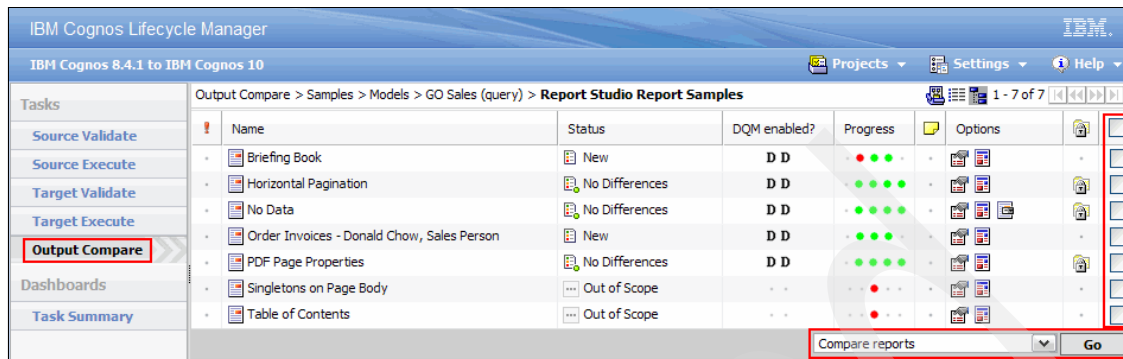 IBM Cognos Lifecycle Manager
IBM.
IBM Cognos 8.4.1 to IBM Cognos 10
Projects
Settings
Help
Tasks
Source Validate
Source Execute
Target Validate
Target Execute
Output Compare
Dashboards
Task Summary
Output Compare > Samples > Models > GO Sales (query) > Report Studio Report Samples
1 - 7 of 7
! Name Status DQM enabled? Progress Options
Briefing Book New D D
Horizontal Pagination No Differences D D
No Data No Differences D D
Order Invoices - Donald Chow, Sales Person New D D
PDF Page Properties No Differences D D
Singletons on Page Body Out of Scope
Table of Contents Out of Scope
Compare reports Go